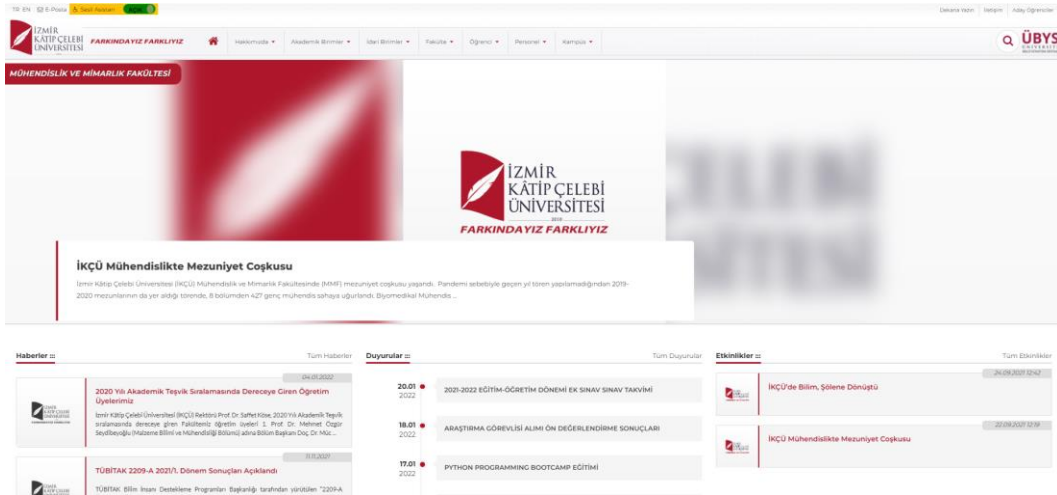 TR EN E-Posta Sesli Asistan AÇIK
Dekana Yazın İletişim Aday Öğrenciler
İZMİR
KÂTİP ÇELEBİ
ÜNİVERSİTESİ
FARKINDAYIZ FARKLIYIZ
Hakkımızda Akademik Birimler İdari Birimler Fakülte Öğrenci Personel Kampüs
ÜBYS
MÜHENDİSLİK VE MİMARLIK FAKÜLTESİ
İZMİR
KÂTİP ÇELEBİ
ÜNİVERSİTESİ
2010
FARKINDAYIZ FARKLIYIZ
ÇELEBİ
SİTESİ
İKÇÜ Mühendislikte Mezuniyet Coşkusu
İzmir Kâtip Çelebi Üniversitesi (İKÇÜ) Mühendislik ve Mimarlık Fakültesinde (MMF) mezuniyet coşkusu yaşandı. Pandemi sebebiyle geçen yıl tören yapılamadığından 2019-
2020 mezunlarının da yer aldığı törende, 8 bölümden 427 genç mühendis sahaya uğurlandı. Biyomedikal Mühendis ...
Haberler ::: Tüm Haberler
04.01.2022
2020 Yılı Akademik Teşvik Sıralamasında Dereceye Giren Öğretim
Üyelerimiz
İzmir Kâtip Çelebi Üniversitesi (İKÇÜ) Rektörü Prof. Dr. Saffet Köse, 2020 Yılı Akademik Teşvik
sıralamasında dereceye giren Fakültemiz öğretim üyeleri 1. Prof. Dr. Mehmet Özgür
Seydibeyoğlu (Malzeme Bilimi ve Mühendisliği Bölümü) adına Bölüm Başkanı Doç. Dr. Müc ...
11.11.2021
TÜBİTAK 2209-A 2021/1. Dönem Sonuçları Açıklandı
TÜBİTAK Bilim İnsanı Destekleme Programları Başkanlığı tarafından yürütülen "2209-A
Duyurular ::: Tüm Duyurular
20.01
2022
2021-2022 EĞİTİM-ÖĞRETİM DÖNEMİ EK SINAV SINAV TAKVİMİ
18.01
2022
ARAŞTIRMA GÖREVLİSİ ALIMI ÖN DEĞERLENDİRME SONUÇLARI
17.01
2022
PYTHON PROGRAMMING BOOTCAMP EĞİTİMİ
Etkinlikler ::: Tüm Etkinlikler
24.09.2021 12:42
İKÇÜ'de Bilim, Şölene Dönüştü
22.09.2021 12:19
İKÇÜ Mühendislikte Mezuniyet Coşkusu